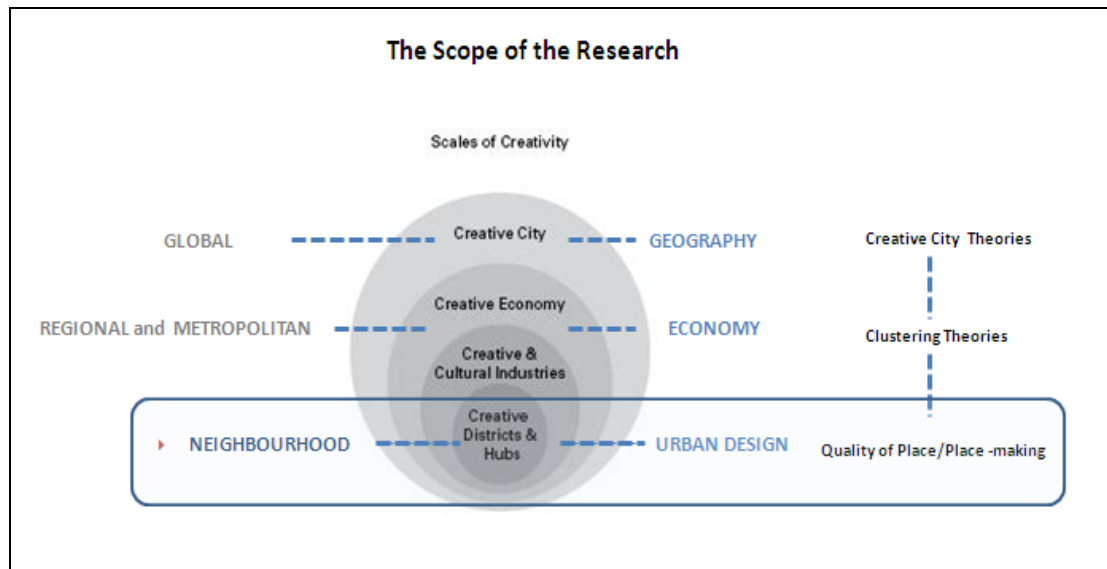 The Scope of the Research
Scales of Creativity
GLOBAL
Creative City
GEOGRAPHY
Creative City Theories
Creative Economy
REGIONAL and METROPOLITAN
ECONOMY
Clustering Theories
Creative &
Cultural Industries
NEIGHBOURHOOD
Creative
Districts &
Hubs
URBAN DESIGN
Quality of Place/Place -making